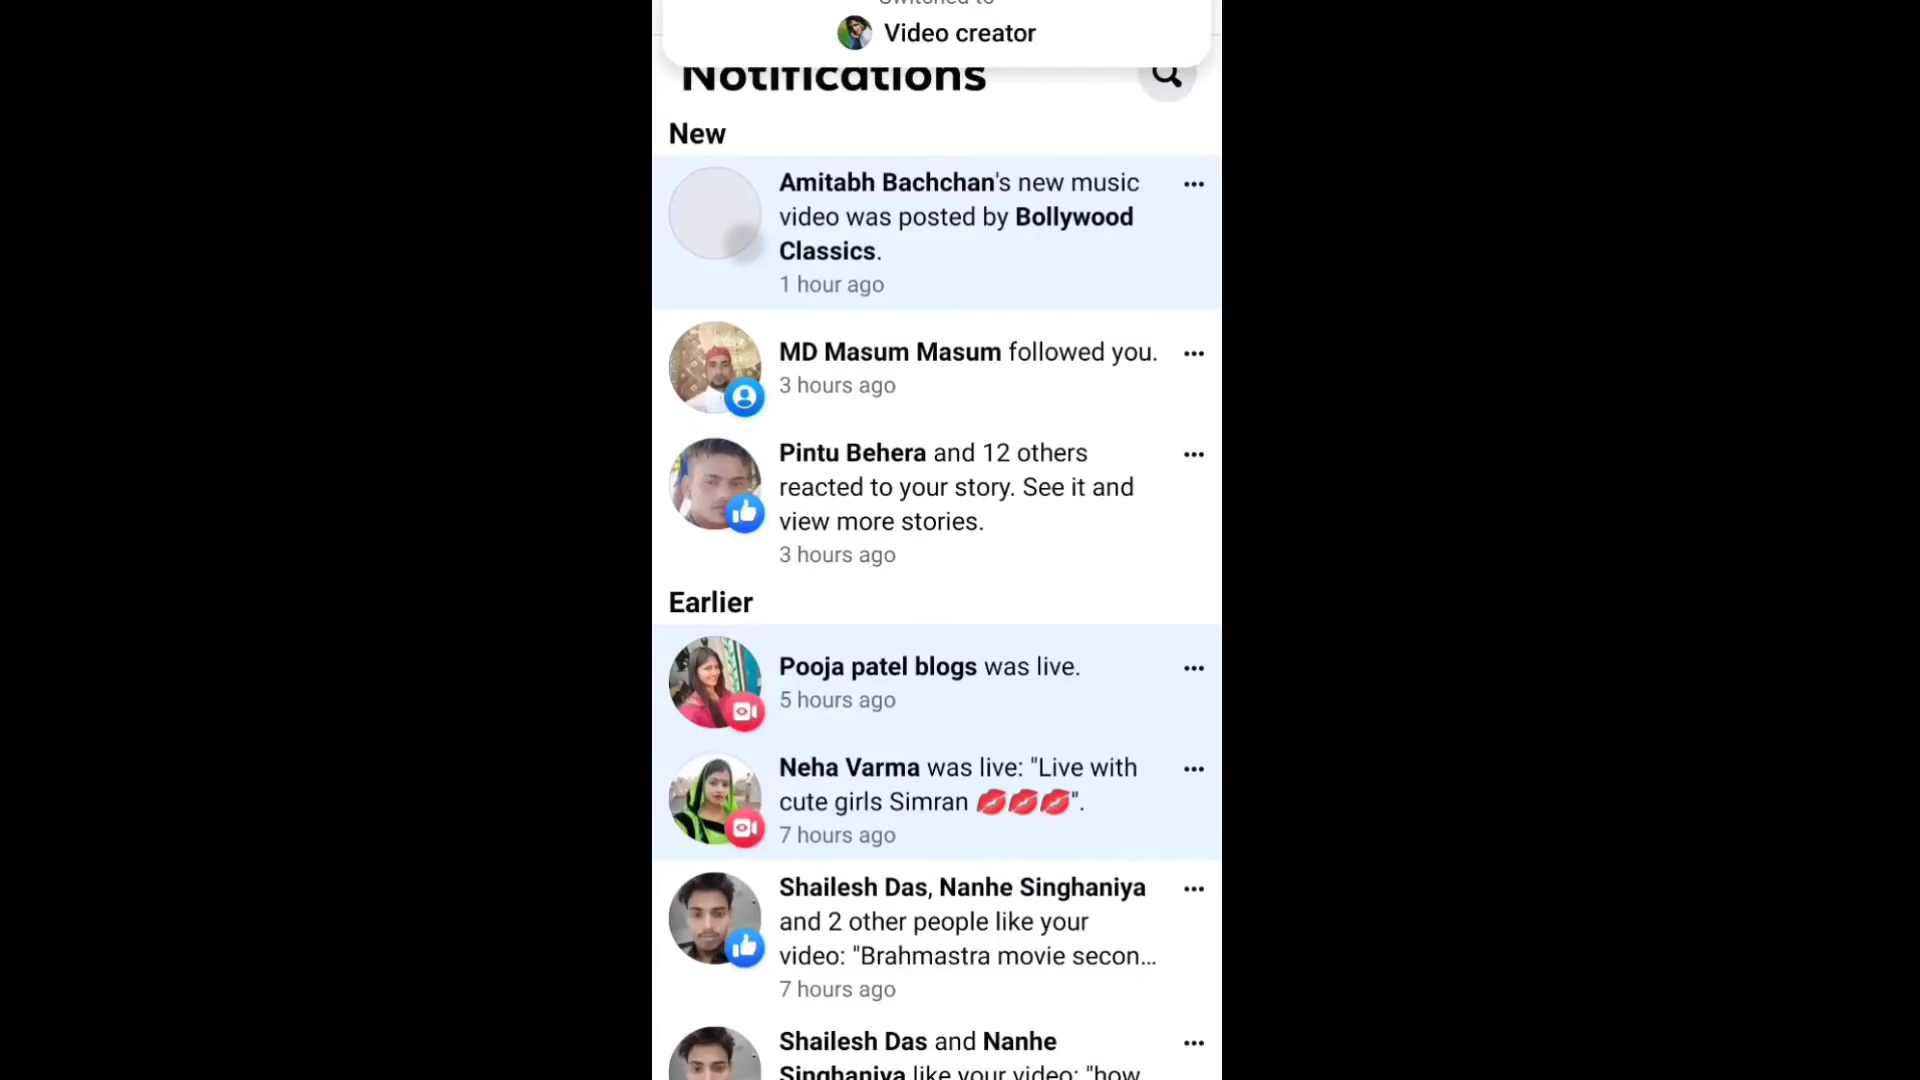 Switched to
Video creator
Notifications
New
Amitabh Bachchan's new music
video was posted by Bollywood
Classics.
1 hour ago
MD Masum Masum followed you.
3 hours ago
Pintu Behera and 12 others
reacted to your story. See it and
view more stories.
3 hours ago
Earlier
Pooja patel blogs was live.
5 hours ago
Neha Varma was live: "Live with
cute girls Simran 💋💋💋".
7 hours ago
Shailesh Das, Nanhe Singhaniya
and 2 other people like your
video: "Brahmastra movie secon...
7 hours ago
Shailesh Das and Nanhe
Singhaniya like your video: "how